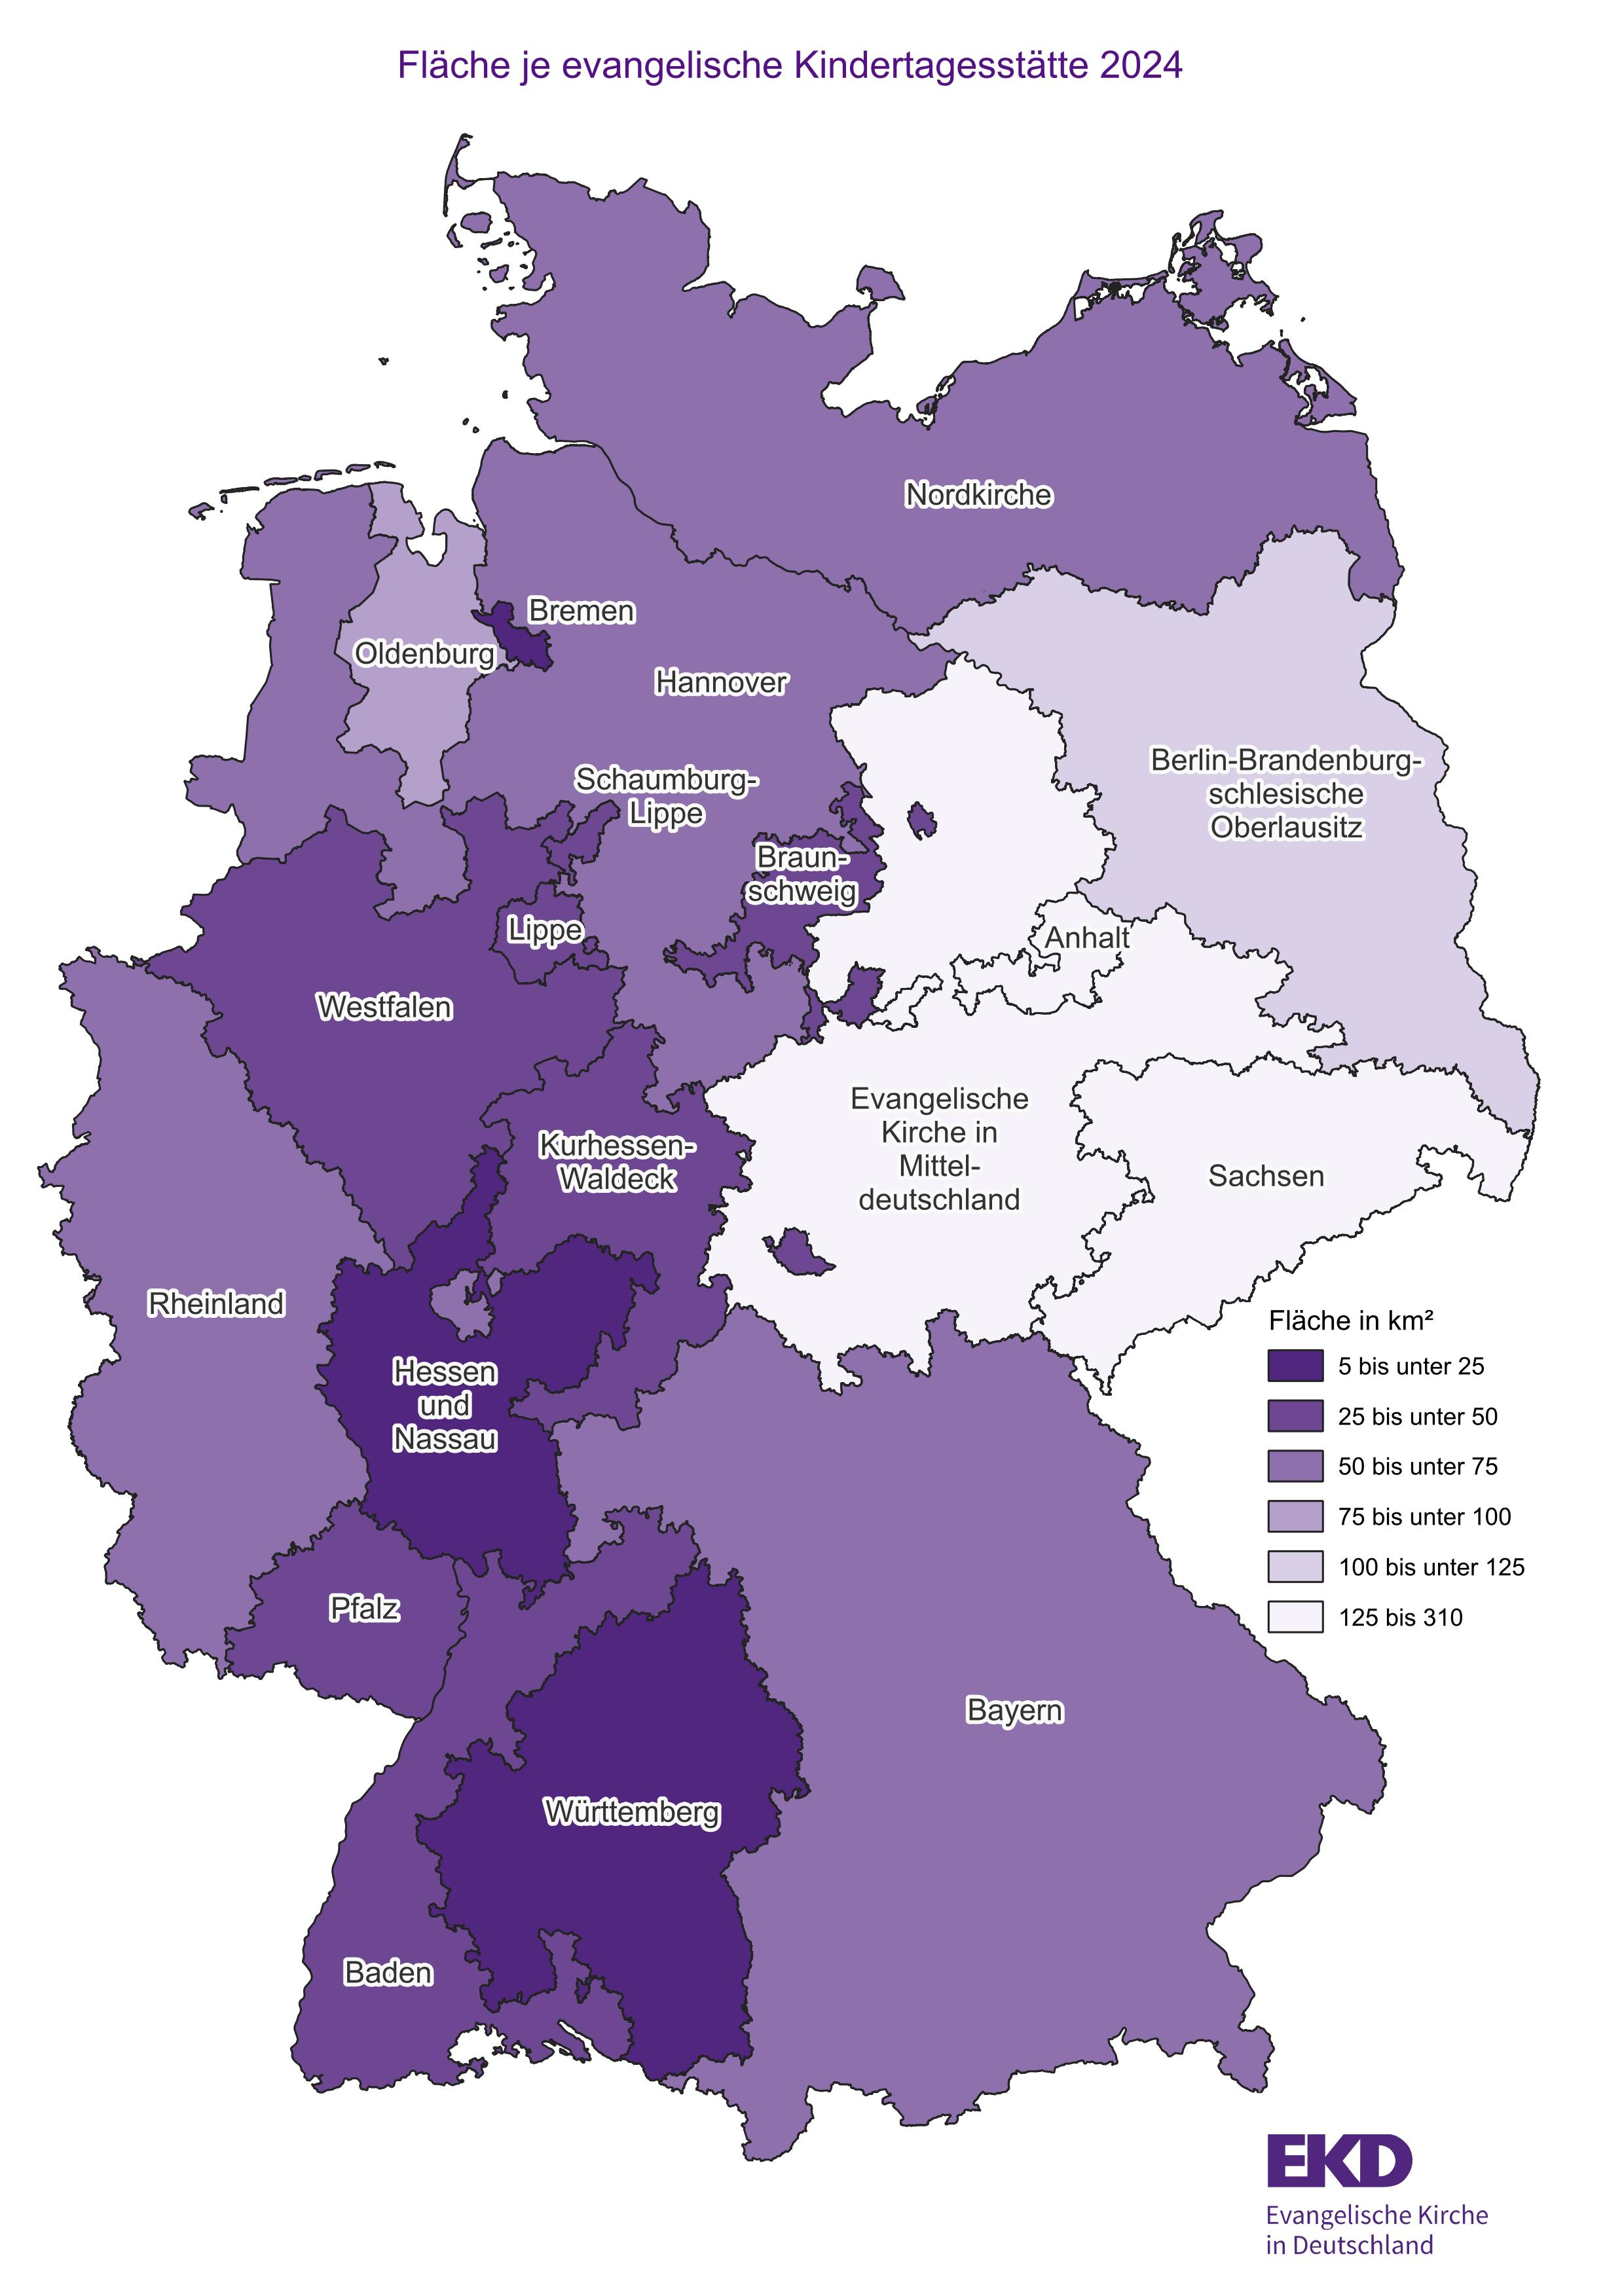 Fläche je evangelische Kindertagesstätte 2024
Nordkirche
Bremen
Oldenburg
Hannover
Berlin-Brandenburg-
schlesische
Oberlausitz
Schaumburg-
Lippe
Braun-
schweig
Lippe
Anhalt
Westfalen
Evangelische
Kirche in
Mittel-
deutschland
Kurhessen-
Waldeck
Sachsen
Rheinland
Hessen
und
Nassau
Pfalz
Bayern
Württemberg
Baden
Fläche in km²
5 bis unter 25
25 bis unter 50
50 bis unter 75
75 bis unter 100
100 bis unter 125
125 bis 310
EKD
Evangelische Kirche
in Deutschland